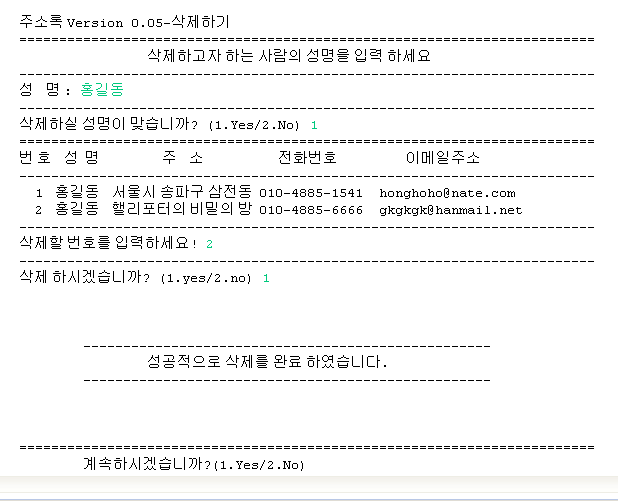 주소록 Version 0.05-삭제하기
========================================================================
삭제하고자 하는 사람의 성명을 입력 하세요
------------------------------------------------------------------------
성 명 : 홍길동
------------------------------------------------------------------------
삭제하실 성명이 맞습니까? (1.Yes/2.No) 1
========================================================================
번호 성 명 주 소 전화번호 이메일주소
------------------------------------------------------------------------
1 홍길동 서울시 송파구 삼전동 010-4885-1541 honghoho@nate.com
2 홍길동 핼리포터의 비밀의 방 010-4885-6666 gkgkgk@hanmail.net
------------------------------------------------------------------------
삭제할 번호를 입력하세요! 2
------------------------------------------------------------------------
삭제 하시겠습니까? (1.yes/2.no) 1
---------------------------------------------------
성공적으로 삭제를 완료 하였습니다.
---------------------------------------------------
========================================================================
계속하시겠습니까?(1.Yes/2.No)